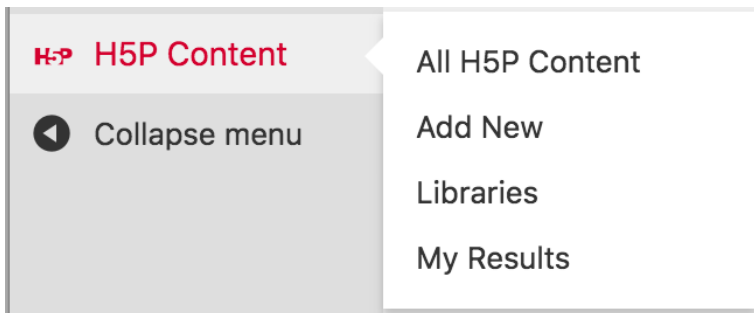 H5P H5P Content
Collapse menu
All H5P Content
Add New
Libraries
My Results